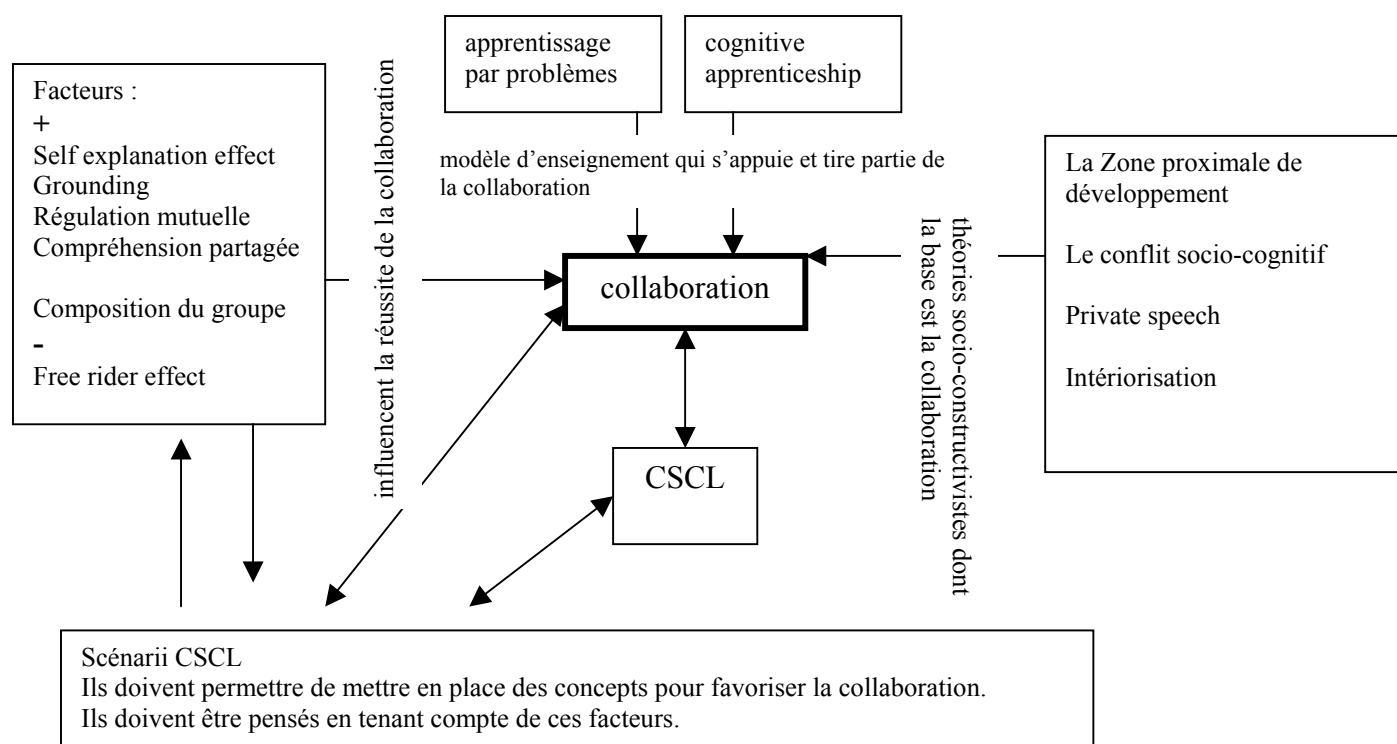 apprentissage
par problèmes
cognitive
apprenticeship
Facteurs :
+
Self explanation effect
Grounding
Régulation mutuelle
Compréhension partagée
Composition du groupe
-
Free rider effect
influencent la réussite de la collaboration
modèle d'enseignement qui s'appuie et tire partie de
la collaboration
collaboration
CSCL
théories socio-constructivistes dont
la base est la collaboration
La Zone proximale de
développement
Le conflit socio-cognitif
Private speech
Intériorisation
Scénarii CSCL
Ils doivent permettre de mettre en place des concepts pour favoriser la collaboration.
Ils doivent être pensés en tenant compte de ces facteurs.